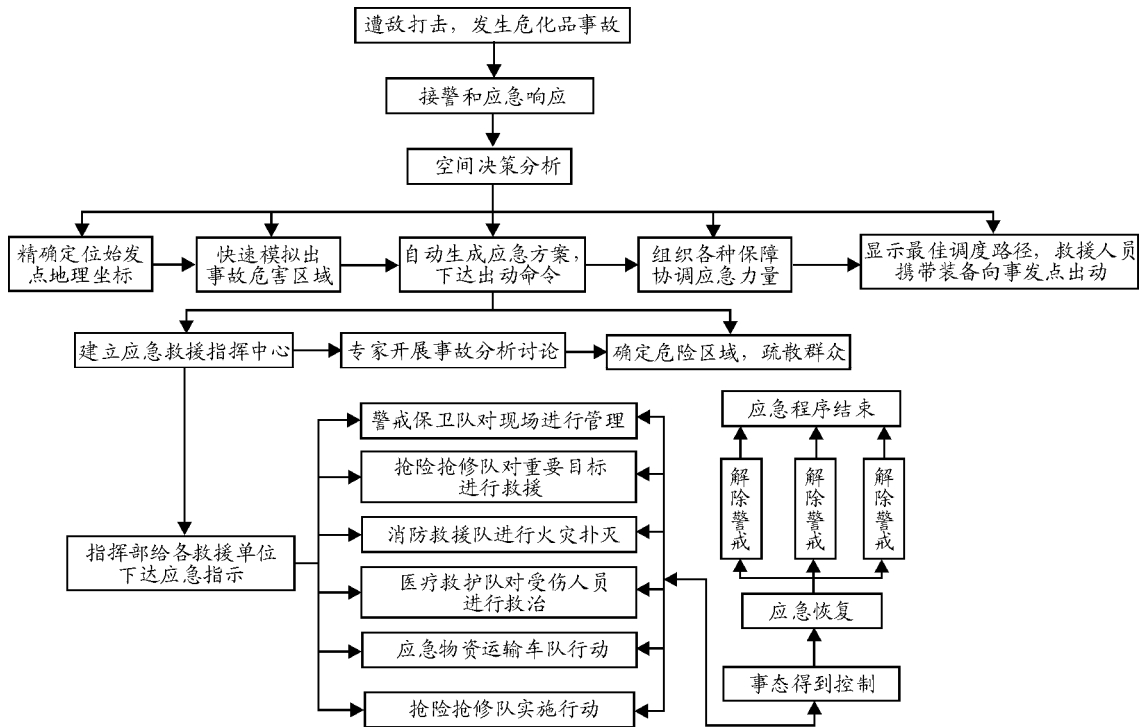 遭敌打击，发生危化品事故
接警和应急响应
空间决策分析
精确定位始发
点地理坐标
快速模拟出
事故危害区域
自动生成应急方案，
下达出动命令
组织各种保障
协调应急力量
显示最佳调度路径，救援人员
携带装备向事发点出动
建立应急救援指挥中心
专家开展事故分析讨论
确定危险区域，疏散群众
指挥部给各救援单位
下达应急指示
警戒保卫队对现场进行管理
抢险抢修队对重要目标
进行救援
消防救援队进行火灾扑灭
医疗救护队对受伤人员
进行救治
应急物资运输车队行动
抢险抢修队实施行动
应急程序结束
解除警戒
解除警戒
解除警戒
应急恢复
事态得到控制